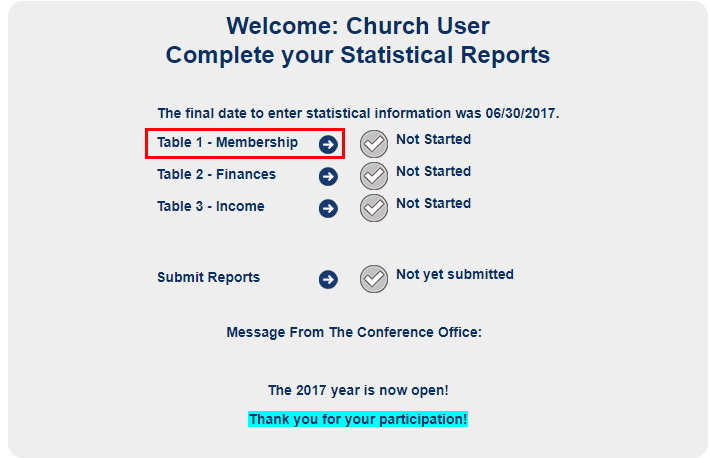 Welcome: Church User
Complete your Statistical Reports
The final date to enter statistical information was 06/30/2017.
Table 1 - Membership Not Started
Table 2 - Finances Not Started
Table 3 - Income Not Started
Submit Reports Not yet submitted
Message From The Conference Office:
The 2017 year is now open!
Thank you for your participation!